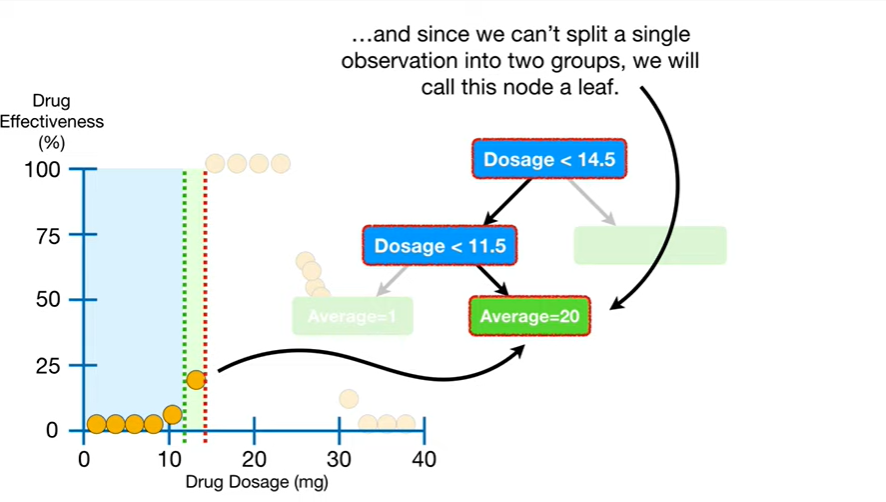 …and since we can’t split a single
observation into two groups, we will
call this node a leaf.
Drug
Effectiveness
(%)
100
75
50
25
0
0
10
20
30
40
Drug Dosage (mg)
Dosage < 14.5
Dosage < 11.5
Average=1
Average=20